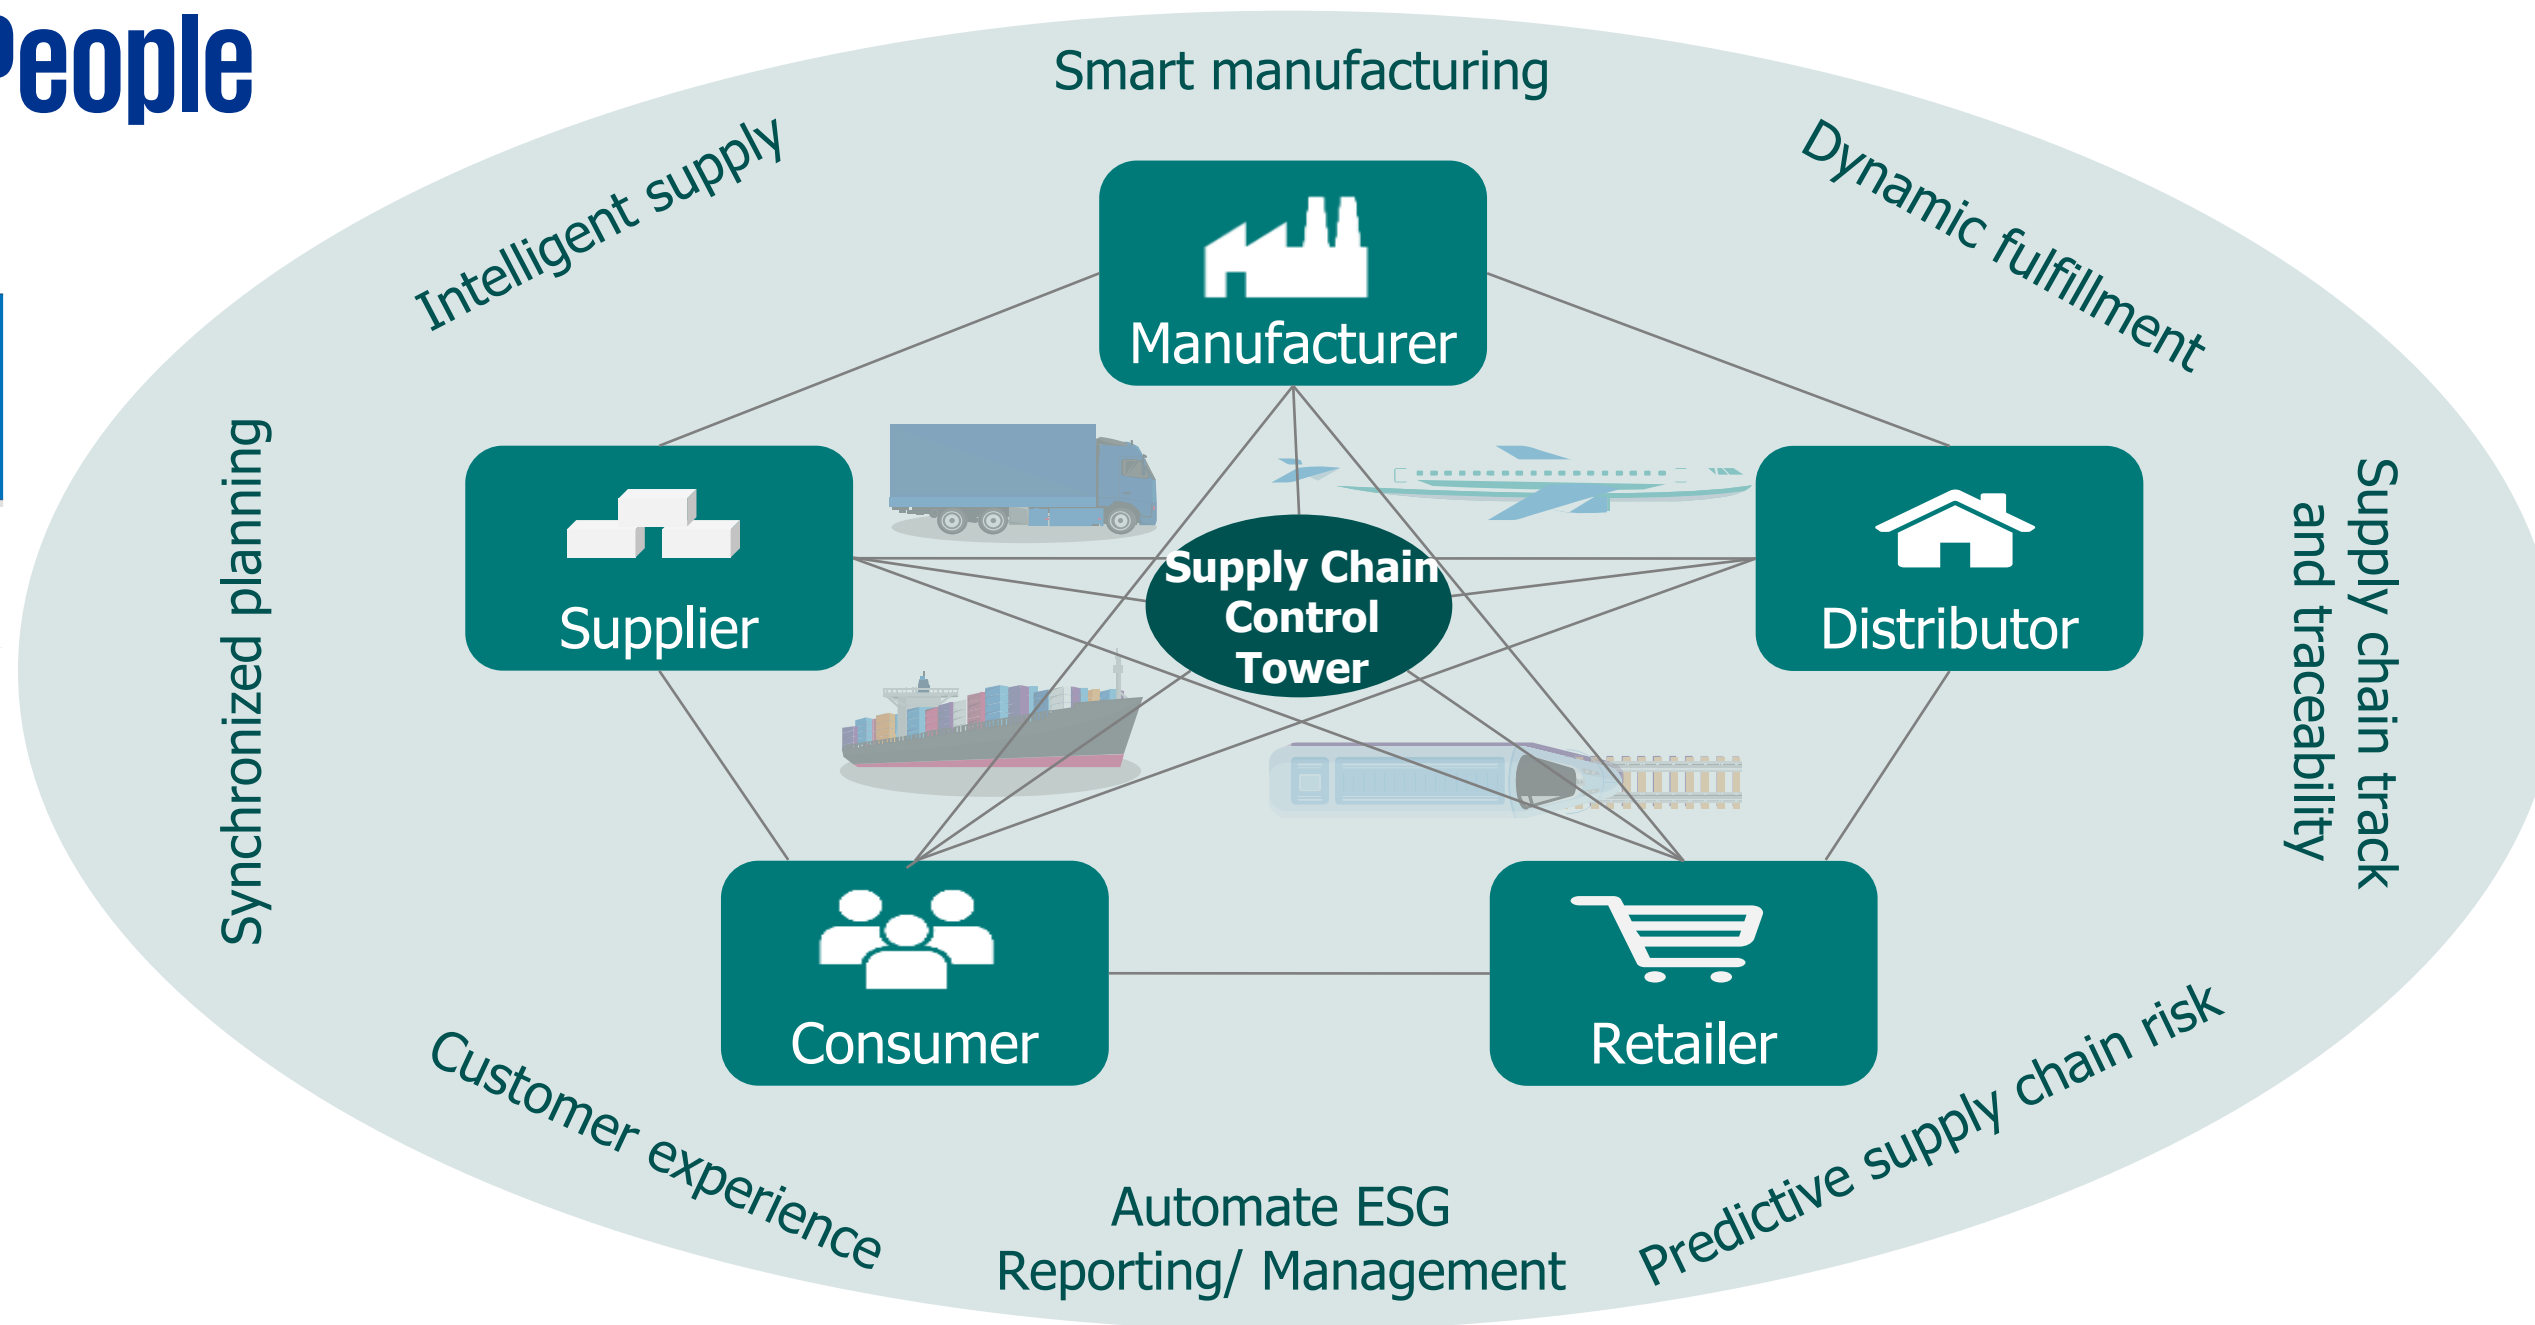 People
Smart manufacturing
Intelligent supply
Dynamic fulfillment
Manufacturer
Synchronized planning
Supplier
Supply Chain
Control
Tower
Distributor
Supply chain track
and traceability
Consumer
Retailer
Customer experience
Automate ESG
Reporting/ Management
Predictive supply chain risk